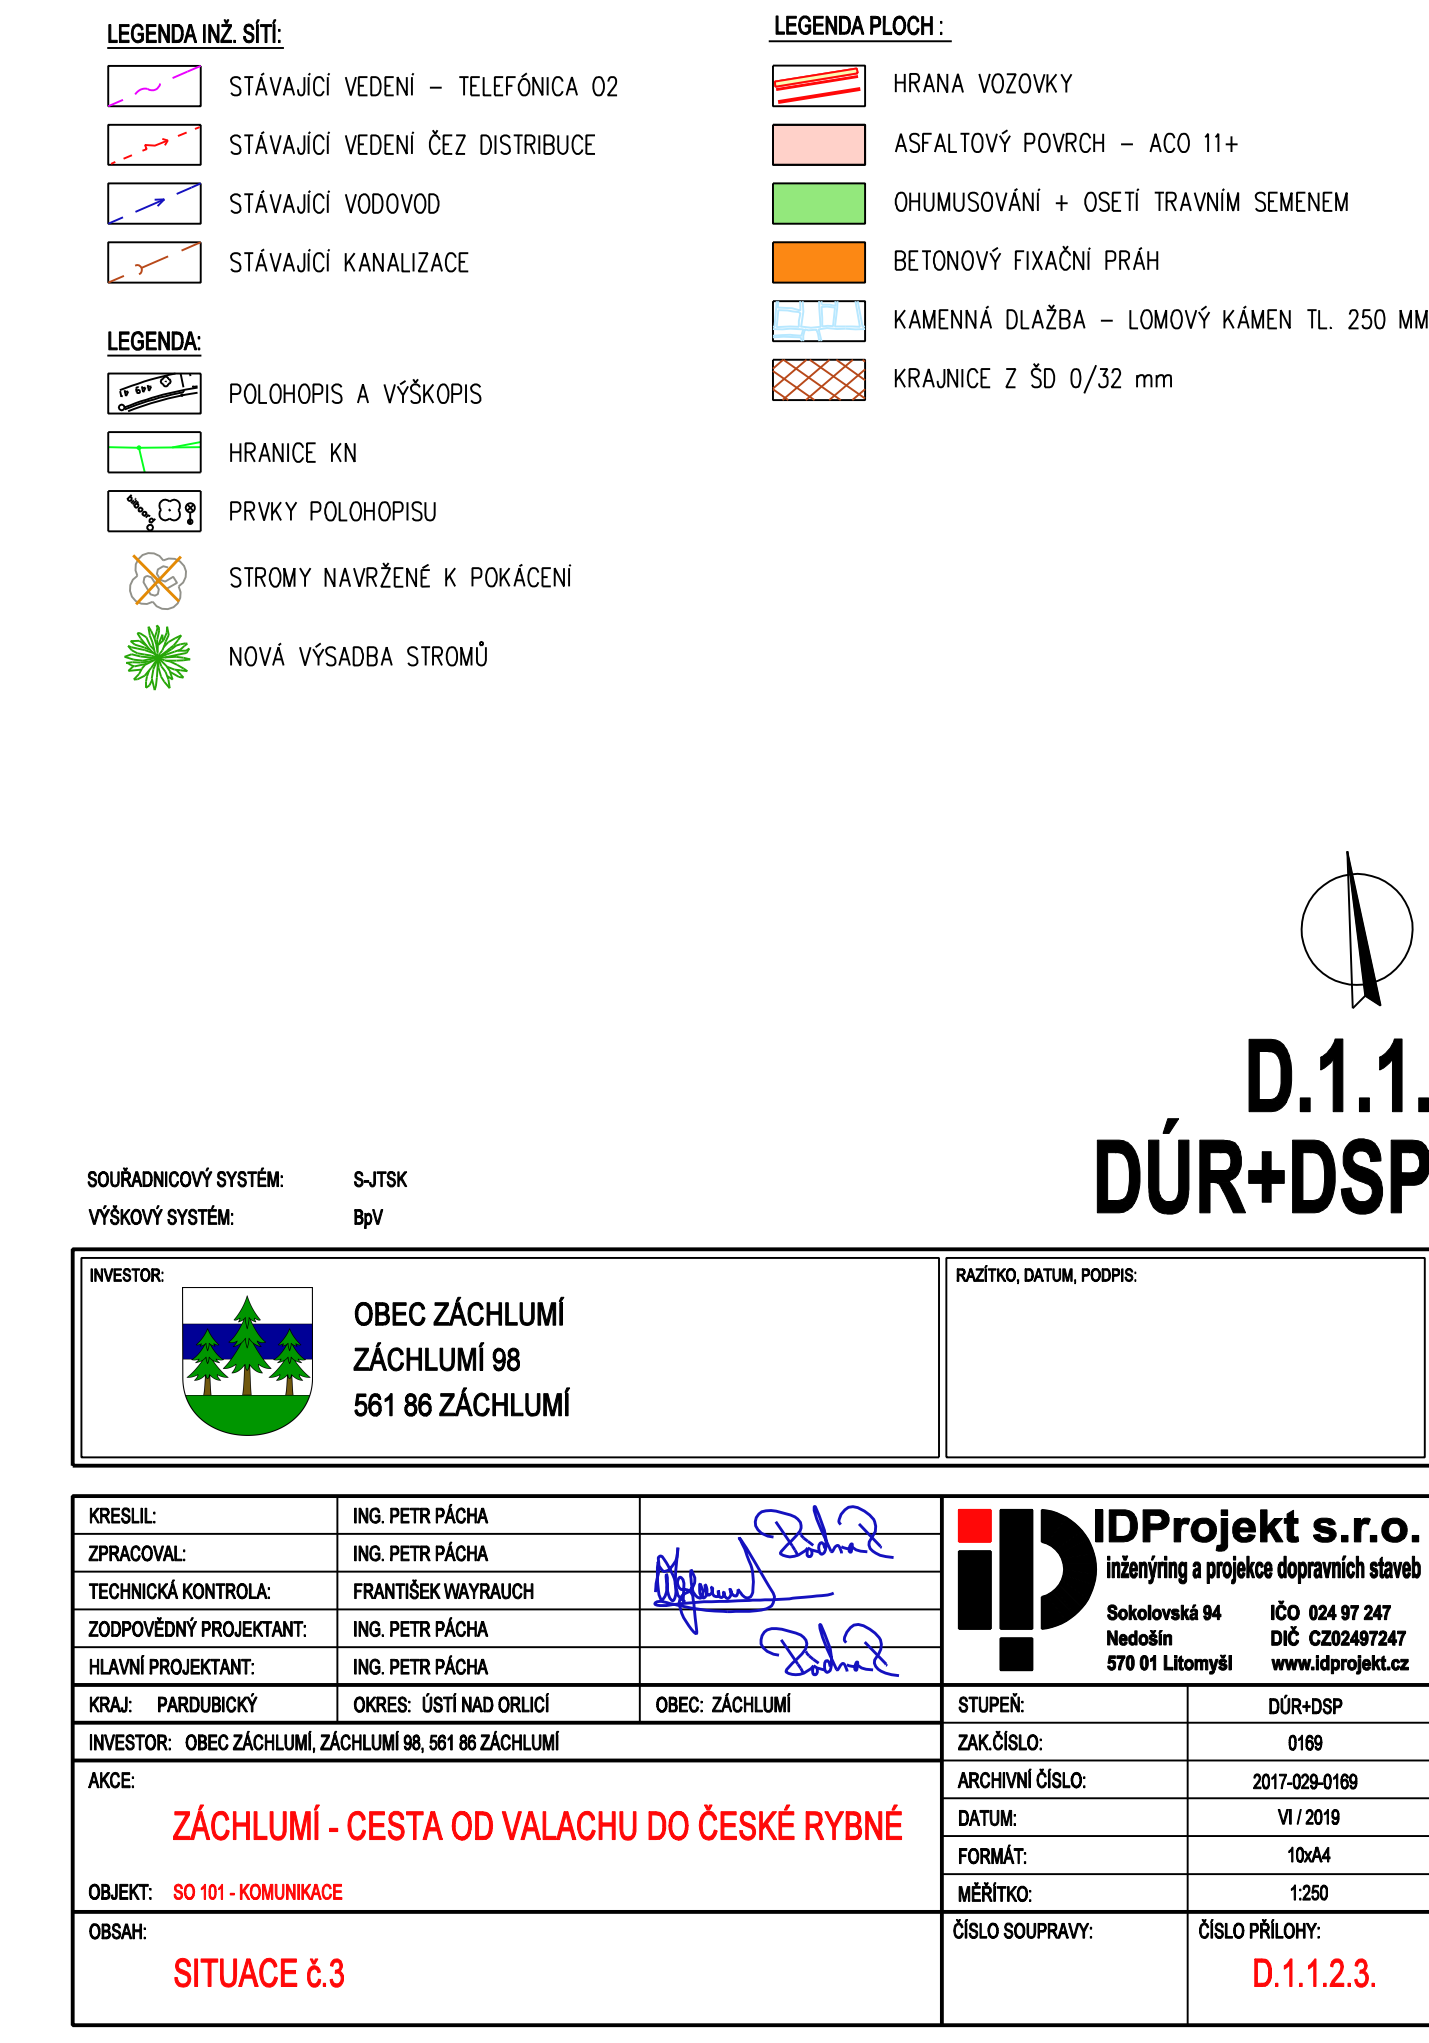 LEGENDA INŽ. SÍTÍ:
STÁVAJÍCÍ VEDENÍ – TELEFÓNICA O2
STÁVAJÍCÍ VEDENÍ ČEZ DISTRIBUCE
STÁVAJÍCÍ VODOVOD
STÁVAJÍCÍ KANALIZACE
LEGENDA:
POLOHOPIS A VÝŠKOPIS
HRANICE KN
billboard
PRVKY POLOHOPISU
STROMY NAVRŽENÉ K POKÁCENÍ
NOVÁ VÝSADBA STROMŮ
LEGENDA PLOCH :
HRANA VOZOVKY
ASFALTOVÝ POVRCH – ACO 11+
OHUMUSOVÁNÍ + OSETÍ TRAVNÍM SEMENEM
BETONOVÝ FIXAČNÍ PRÁH
KAMENNÁ DLAŽBA – LOMOVÝ KÁMEN TL. 250 MM
KRAJNICE Z ŠD 0/32 mm
D.1.1.
DÚR+DSP
SOUŘADNICOVÝ SYSTÉM: S-JTSK
VÝŠKOVÝ SYSTÉM: BpV
INVESTOR:
OBEC ZÁCHLUMÍ
ZÁCHLUMÍ 98
561 86 ZÁCHLUMÍ
RAZÍTKO, DATUM, PODPIS:
KRESLIL: ING. PETR PÁCHA
ZPRACOVAL: ING. PETR PÁCHA
TECHNICKÁ KONTROLA: FRANTIŠEK WAYRAUCH
ZODPOVĚDNÝ PROJEKTANT: ING. PETR PÁCHA
HLAVNÍ PROJEKTANT: ING. PETR PÁCHA
IDProjekt s.r.o.
inženýring a projekce dopravních staveb
Sokolovská 94 IČO 024 97 247
Nedošín DIČ CZ02497247
570 01 Litomyšl www.idprojekt.cz
KRAJ: PARDUBICKÝ OKRES: ÚSTÍ NAD ORLICÍ OBEC: ZÁCHLUMÍ
INVESTOR: OBEC ZÁCHLUMÍ, ZÁCHLUMÍ 98, 561 86 ZÁCHLUMÍ
AKCE:
ZÁCHLUMÍ - CESTA OD VALACHU DO ČESKÉ RYBNÉ
OBJEKT: SO 101 - KOMUNIKACE
OBSAH:
SITUACE č.3
STUPEŇ: DÚR+DSP
ZAK.ČÍSLO: 0169
ARCHIVNÍ ČÍSLO: 2017-029-0169
DATUM: VI / 2019
FORMÁT: 10xA4
MĚŘÍTKO: 1:250
ČÍSLO SOUPRAVY:
ČÍSLO PŘÍLOHY:
D.1.1.2.3.